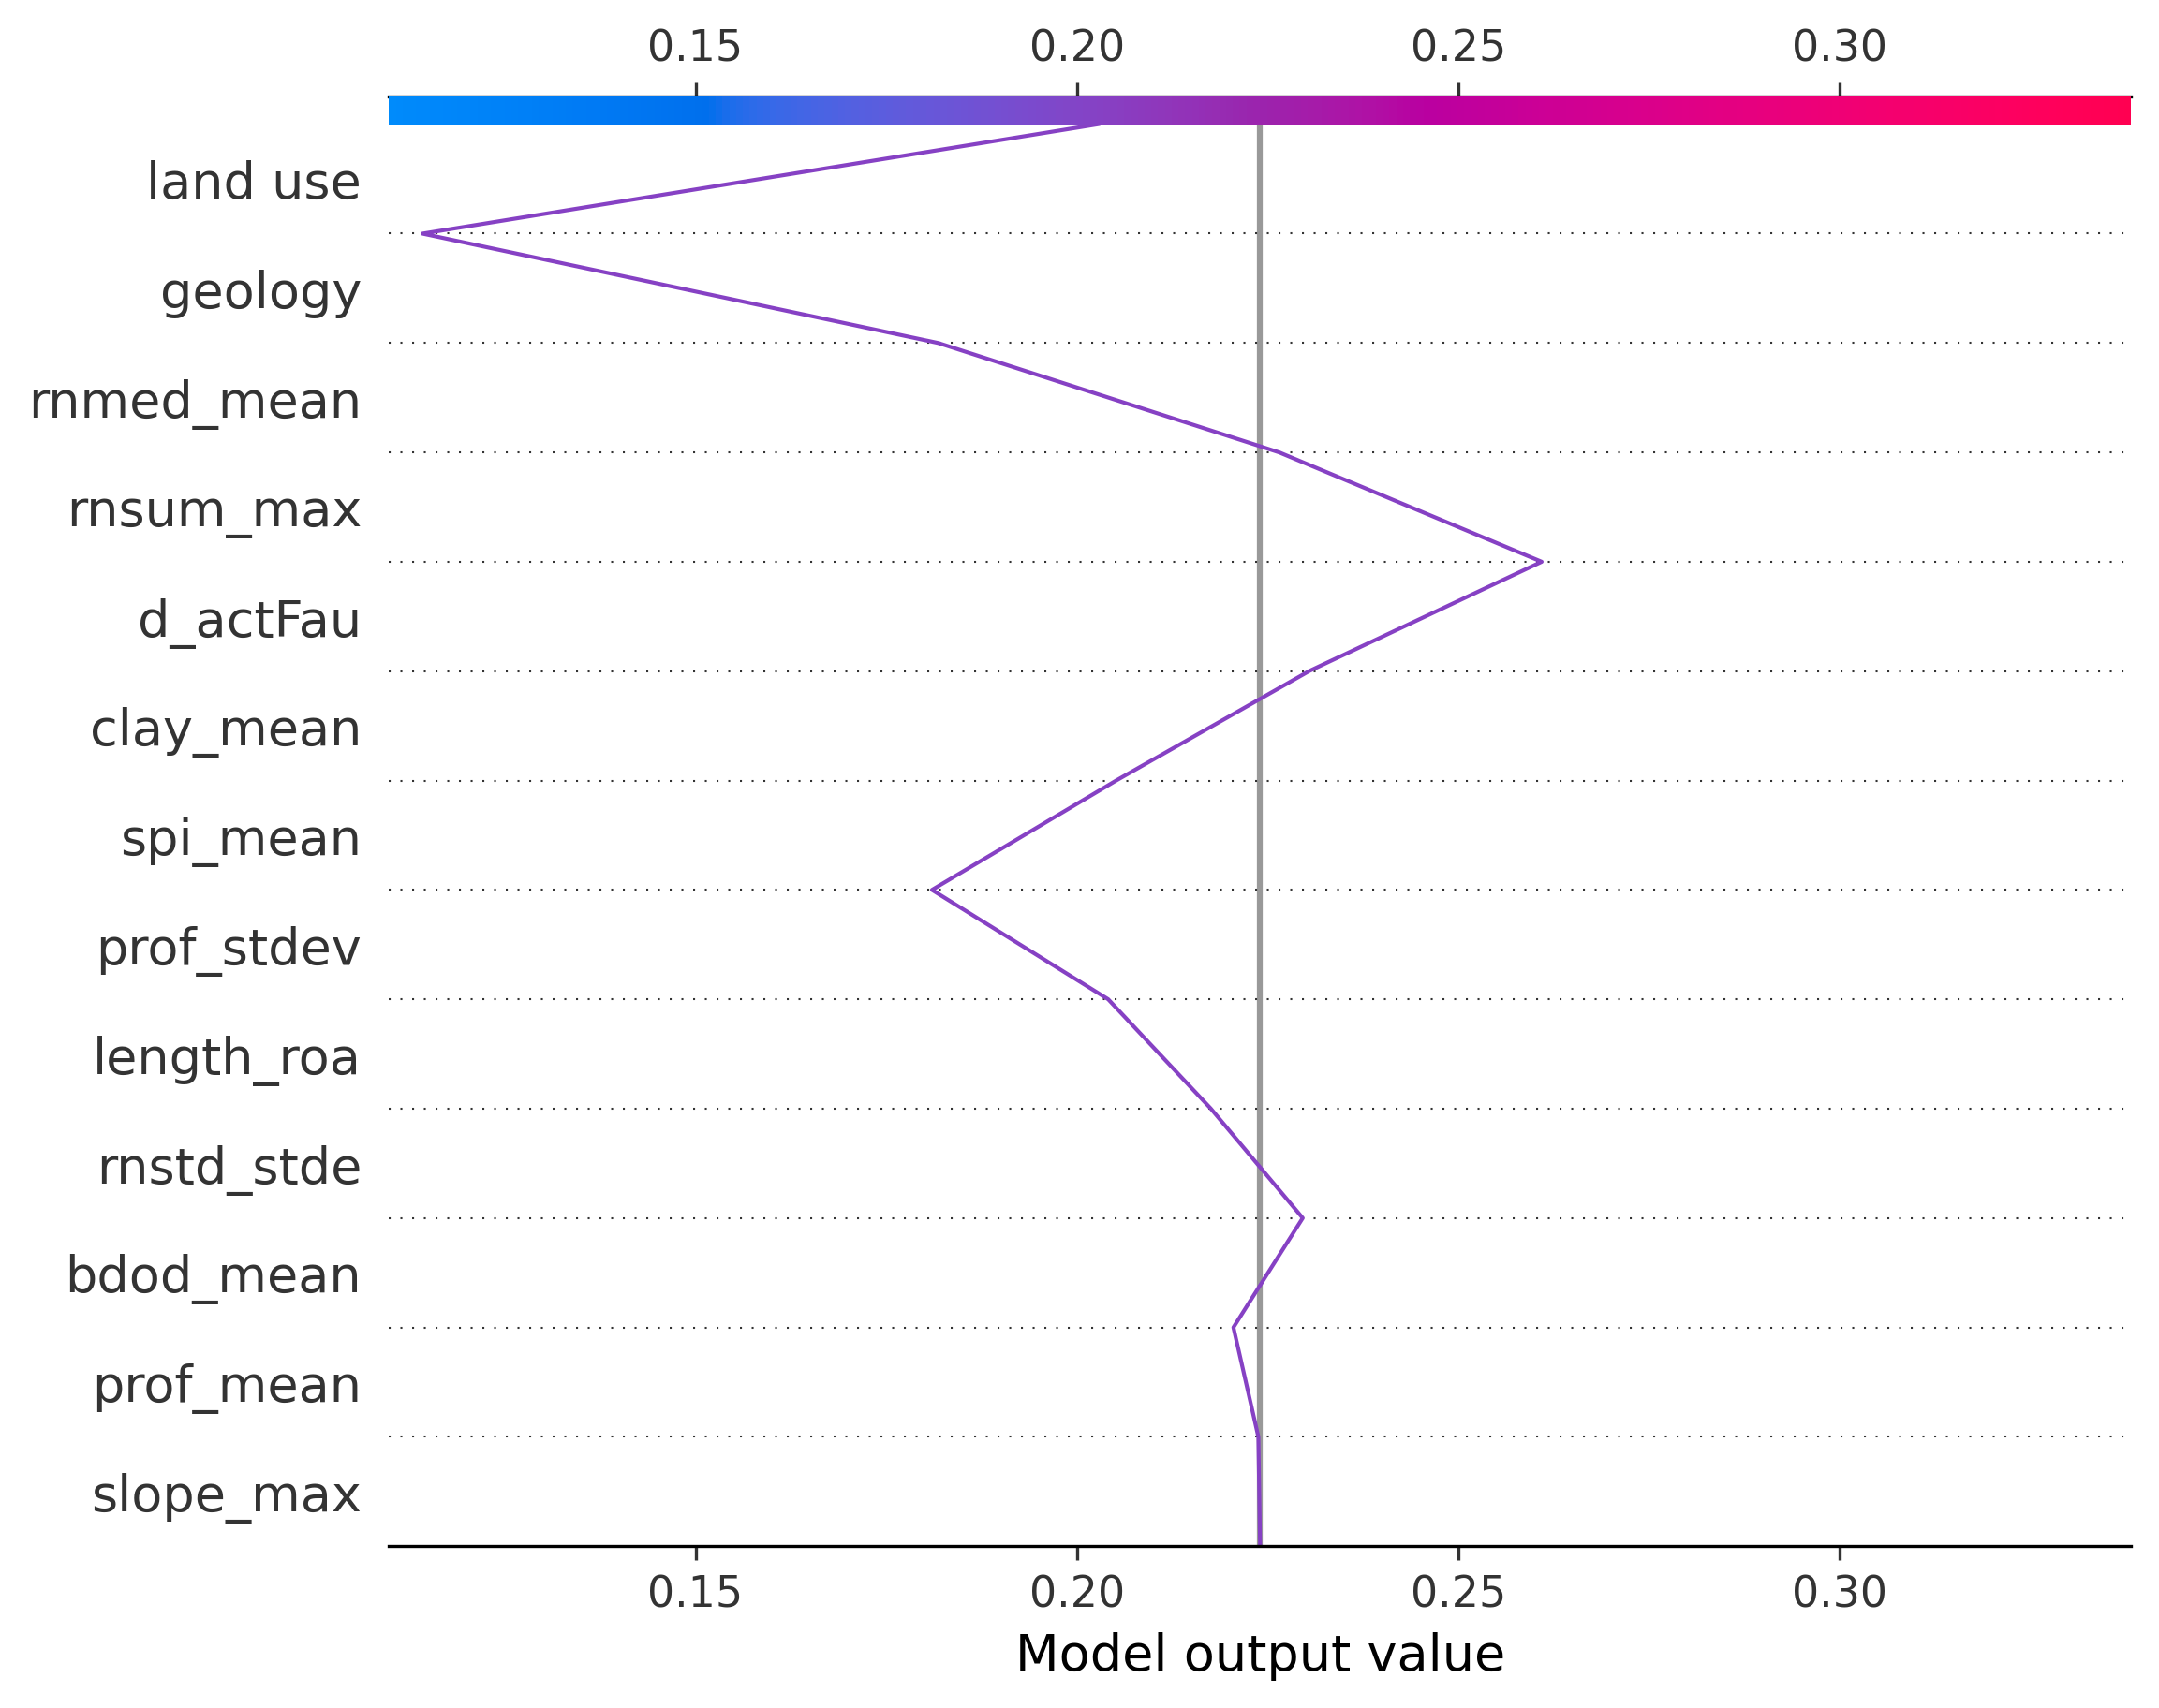 0.15 0.20 0.25 0.30
land use
geology
rnmed_mean
rnsum_max
d_actFau
clay_mean
spi_mean
prof_stdev
length_roa
rnstd_stde
bdod_mean
prof_mean
slope_max
0.15 0.20 0.25 0.30
Model output value